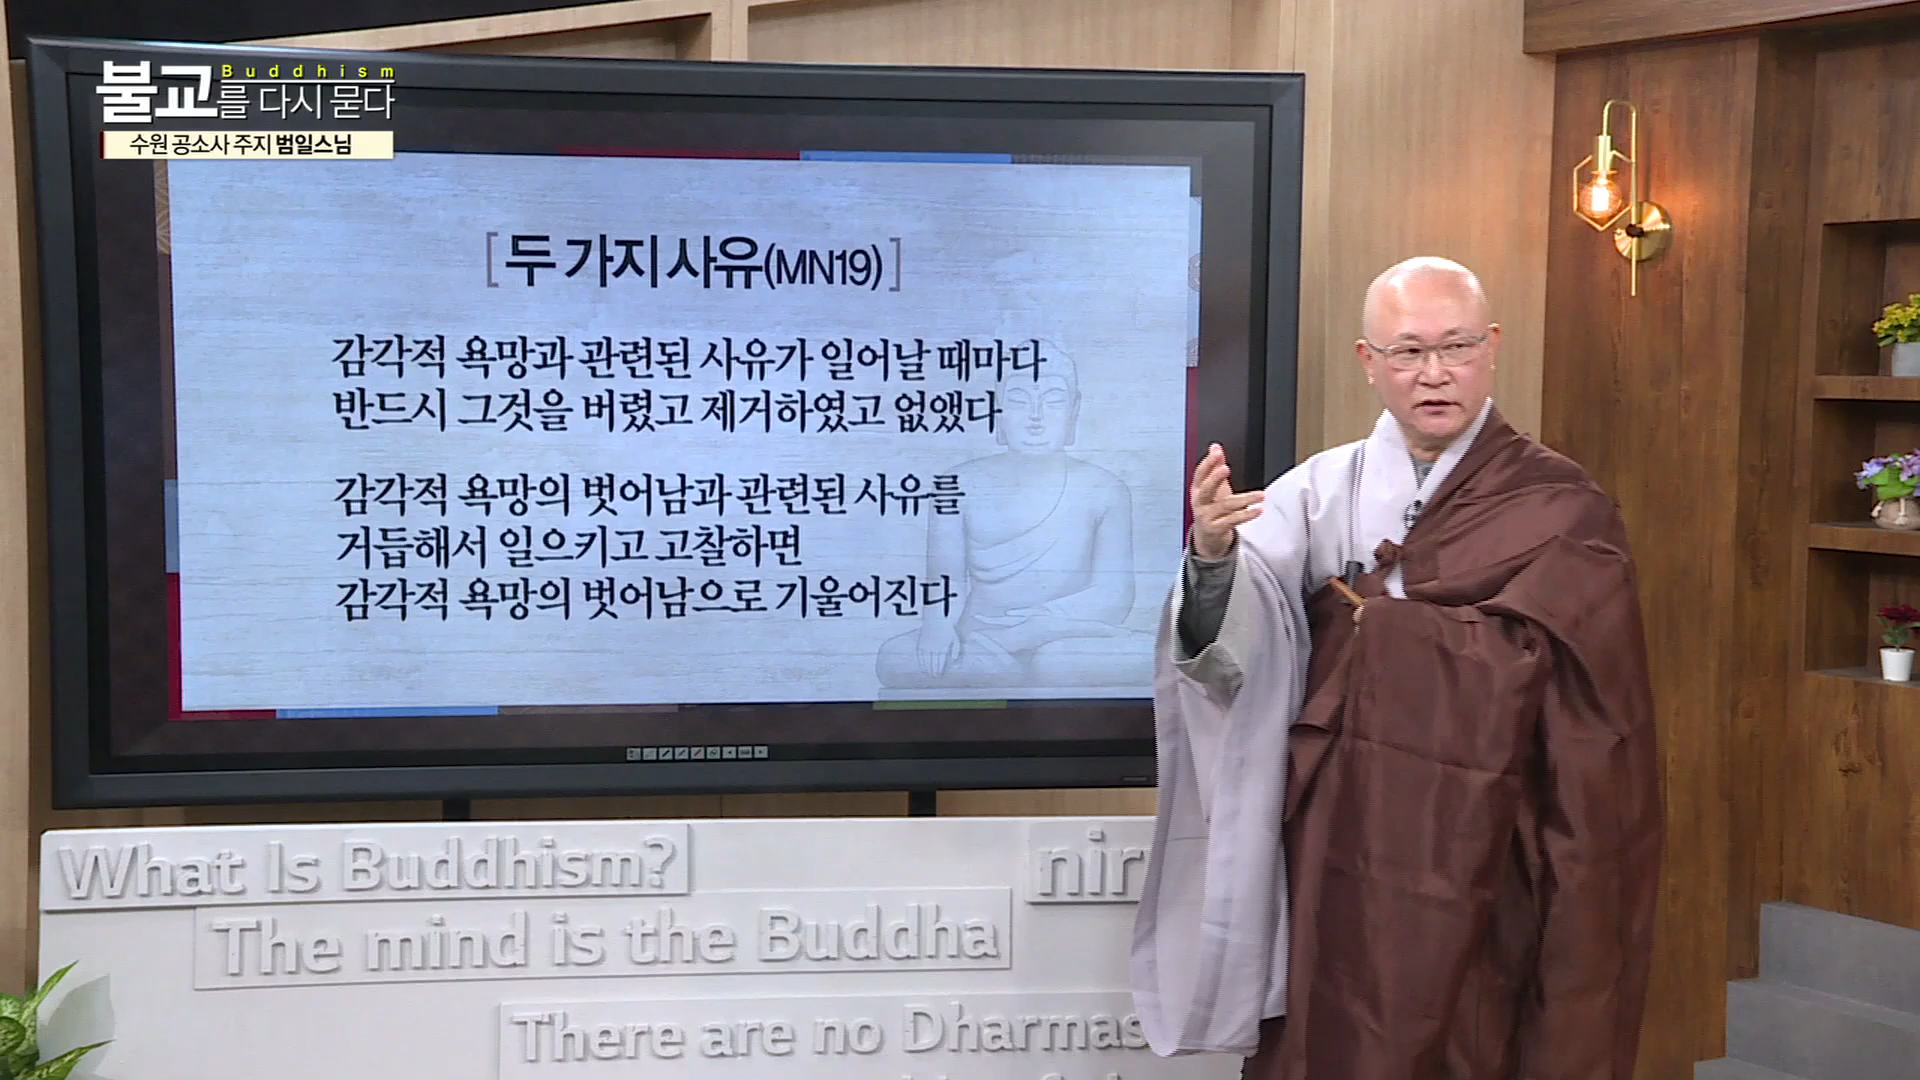 Buddhism
불교를 다시 묻다
수원 공소사 주지 범일스님
[두 가지 사유(MN19)]
감각적 욕망과 관련된 사유가 일어날 때마다
반드시 그것을 버렸고 제거하였고 없앴다
감각적 욕망의 벗어남과 관련된 사유를
거듭해서 일으키고 고찰하면
감각적 욕망의 벗어남으로 기울어진다
What Is Buddhism?
nir
The mind is the Buddha
There are no Dharmas